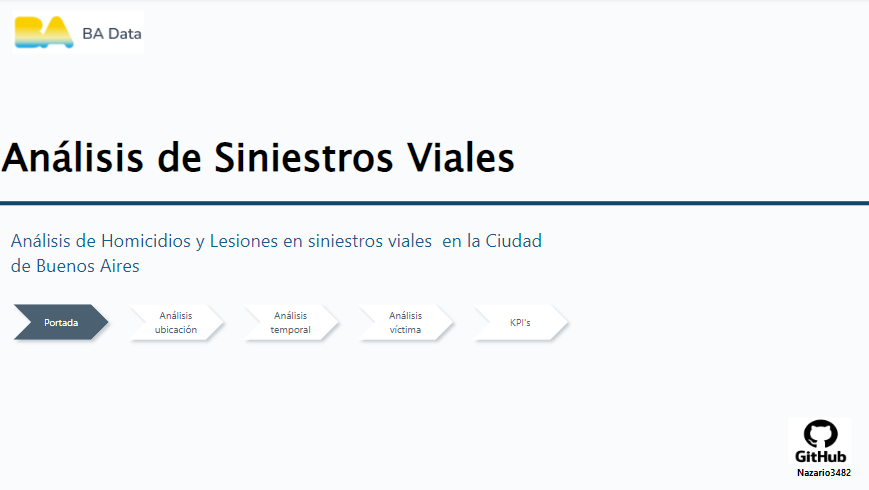 BA BA Data
Análisis de Siniestros Viales
Análisis de Homicidios y Lesiones en siniestros viales en la Ciudad
de Buenos Aires
Portada
Análisis
ubicación
Análisis
temporal
Análisis
víctima
KPI's
GitHub
Nazario3482